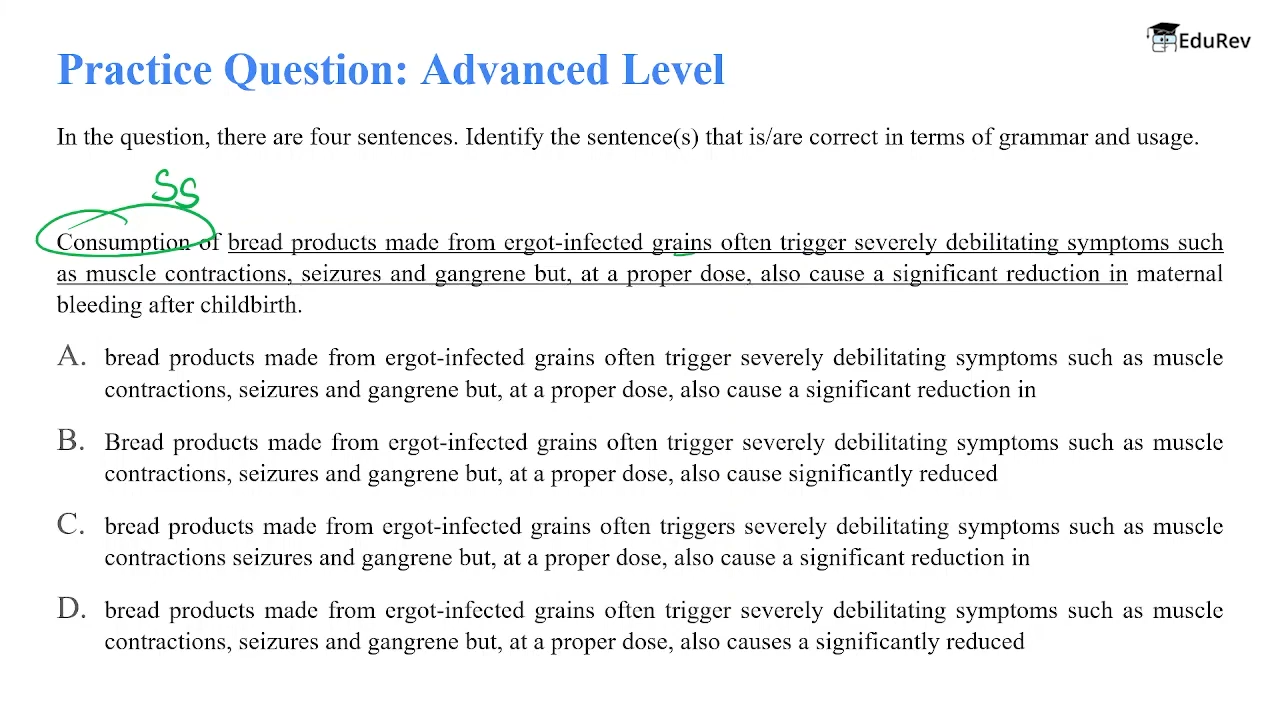 EduRev
Practice Question: Advanced Level
In the question, there are four sentences. Identify the sentence(s) that is/are correct in terms of grammar and usage.
SS
Consumption of bread products made from ergot-infected grains often trigger severely debilitating symptoms such
as muscle contractions, seizures and gangrene but, at a proper dose, also cause a significant reduction in maternal
bleeding after childbirth.
A. bread products made from ergot-infected grains often trigger severely debilitating symptoms such as muscle
contractions, seizures and gangrene but, at a proper dose, also cause a significant reduction in
B. Bread products made from ergot-infected grains often trigger severely debilitating symptoms such as muscle
contractions, seizures and gangrene but, at a proper dose, also cause significantly reduced
C. bread products made from ergot-infected grains often triggers severely debilitating symptoms such as muscle
contractions seizures and gangrene but, at a proper dose, also cause a significant reduction in
D. bread products made from ergot-infected grains often trigger severely debilitating symptoms such as muscle
contractions, seizures and gangrene but, at a proper dose, also causes a significantly reduced